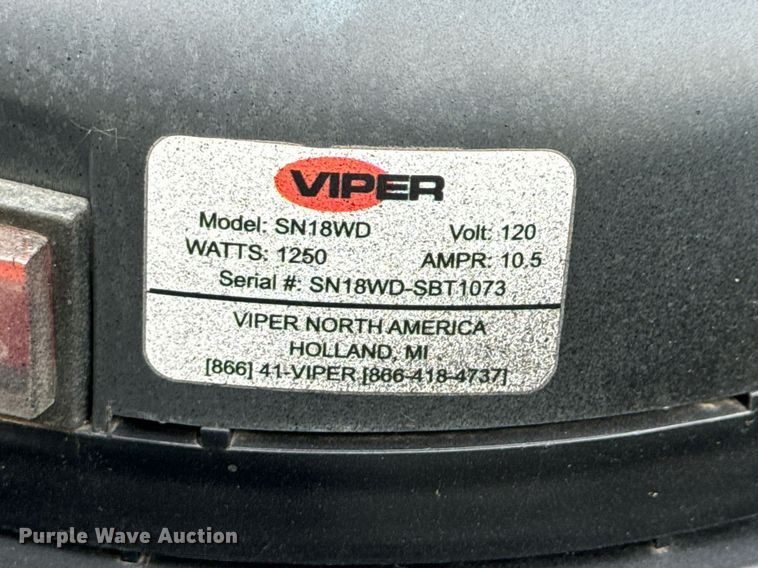 VIPER
Model: SN18WD Volt: 120
WATTS: 1250 AMPR: 10.5
Serial #: SN18WD-SBT1073
VIPER NORTH AMERICA
HOLLAND, MI
[866] 41-VIPER [866-418-4737]
Purple Wave Auction